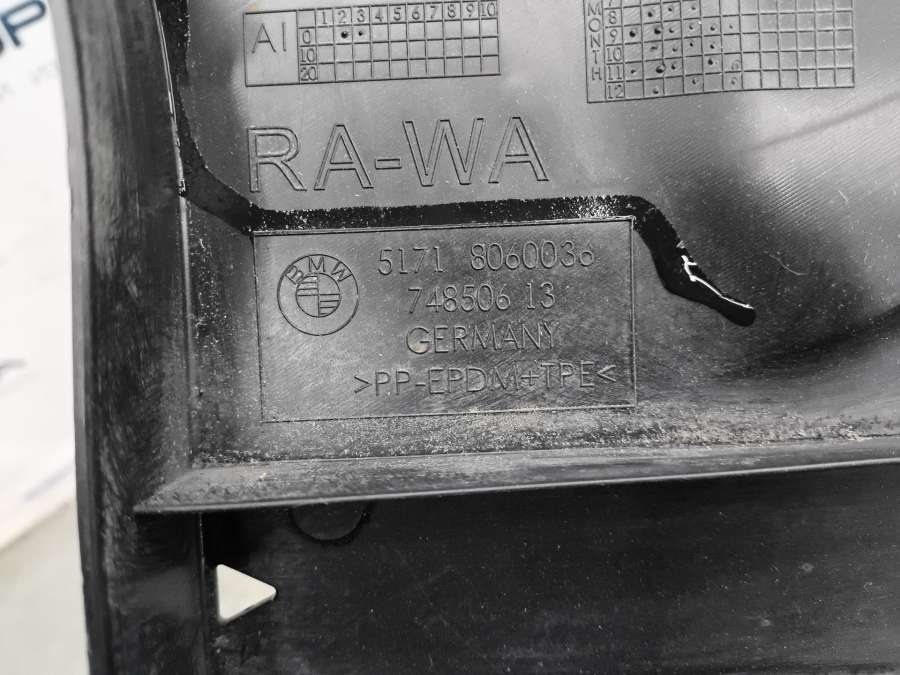 AI
1 2 3 4 5 6 7 8 9 10
0
10
20
MONTH
7
8
9
10
11
12
RA-WA
BMW
5171 8060036
748506 13
GERMANY
>PP-EPDM+TPE<